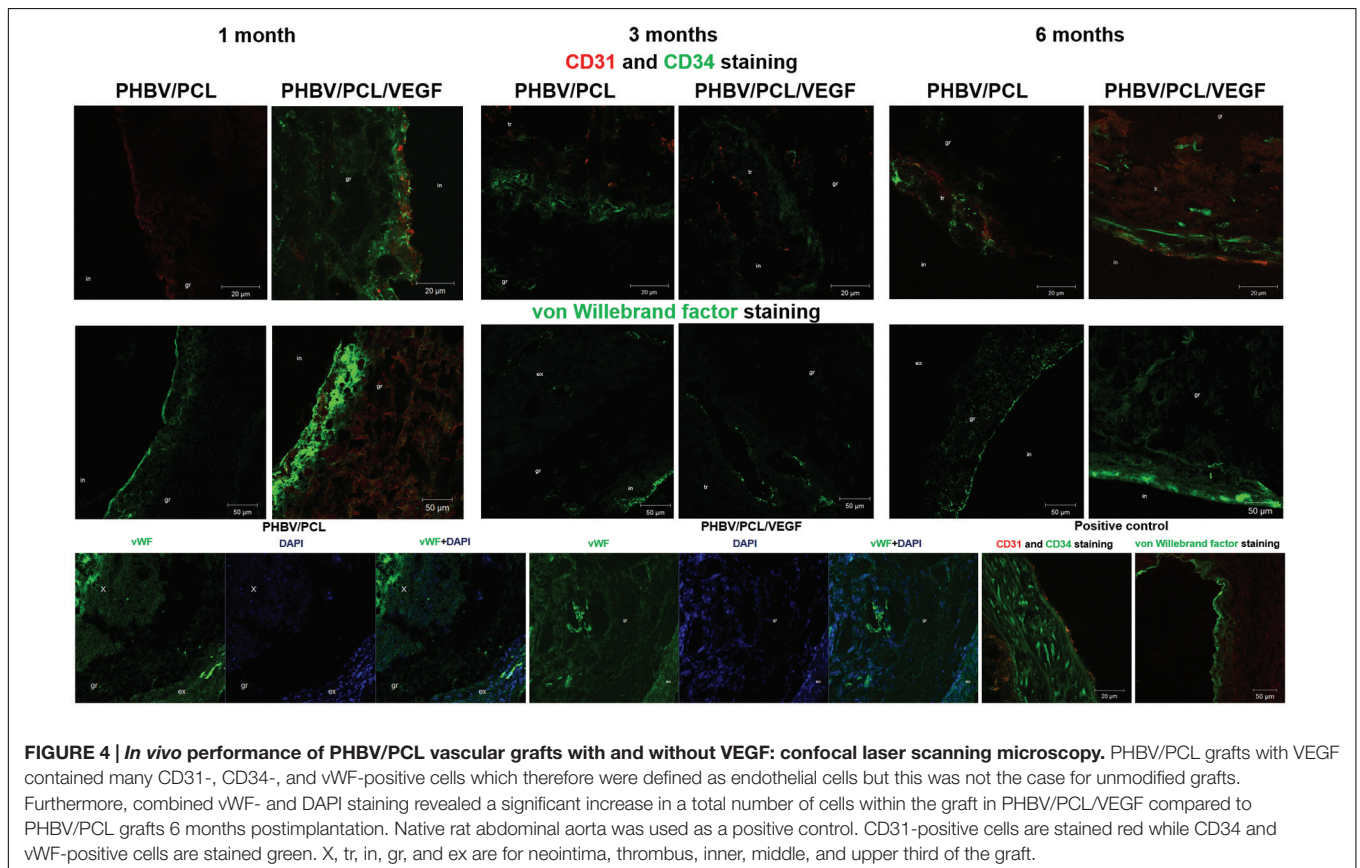 1 month 3 months 6 months
CD31 and CD34 staining
PHBV/PCL PHBV/PCL/VEGF PHBV/PCL PHBV/PCL/VEGF PHBV/PCL PHBV/PCL/VEGF
in gr 20 µm
gr in 20 µm
tr gr 20 µm
tr gr in 20 µm
gr tr in 20 µm
gr tr in 20 µm
von Willebrand factor staining
in gr 50 µm
in gr 50 µm
ex gr in 50 µm
gr tr 50 µm
ex gr in 50 µm
gr in 50 µm
PHBV/PCL PHBV/PCL/VEGF Positive control
vWF DAPI vWF+DAPI vWF DAPI vWF+DAPI CD31 and CD34 staining von Willebrand factor staining
X gr ex
X gr ex
X gr ex
gr ex
gr ex
gr ex
20 µm
50 µm
FIGURE 4 | In vivo performance of PHBV/PCL vascular grafts with and without VEGF: confocal laser scanning microscopy. PHBV/PCL grafts with VEGF
contained many CD31-, CD34-, and vWF-positive cells which therefore were defined as endothelial cells but this was not the case for unmodified grafts.
Furthermore, combined vWF- and DAPI staining revealed a significant increase in a total number of cells within the graft in PHBV/PCL/VEGF compared to
PHBV/PCL grafts 6 months postimplantation. Native rat abdominal aorta was used as a positive control. CD31-positive cells are stained red while CD34 and
vWF-positive cells are stained green. X, tr, in, gr, and ex are for neointima, thrombus, inner, middle, and upper third of the graft.